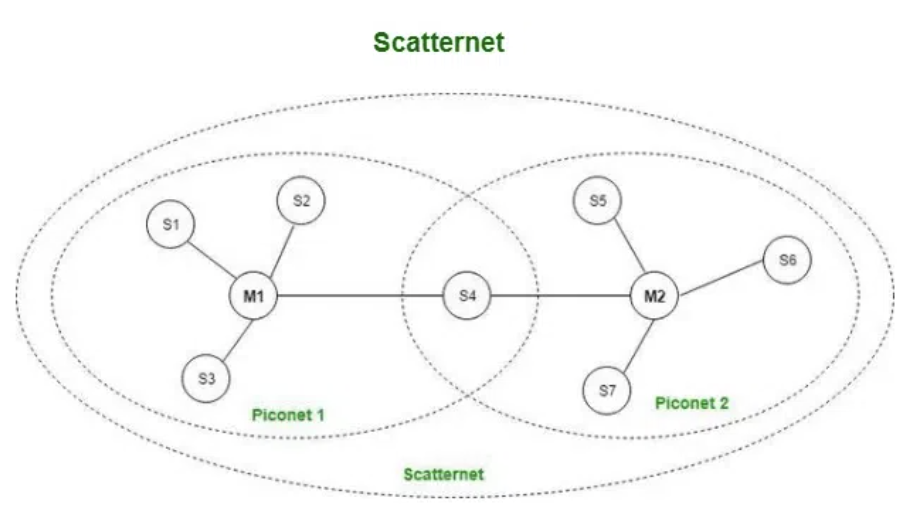 Scatternet
S1
S2
M1
S3
S4
S5
S6
M2
S7
Piconet 1
Piconet 2
Scatternet